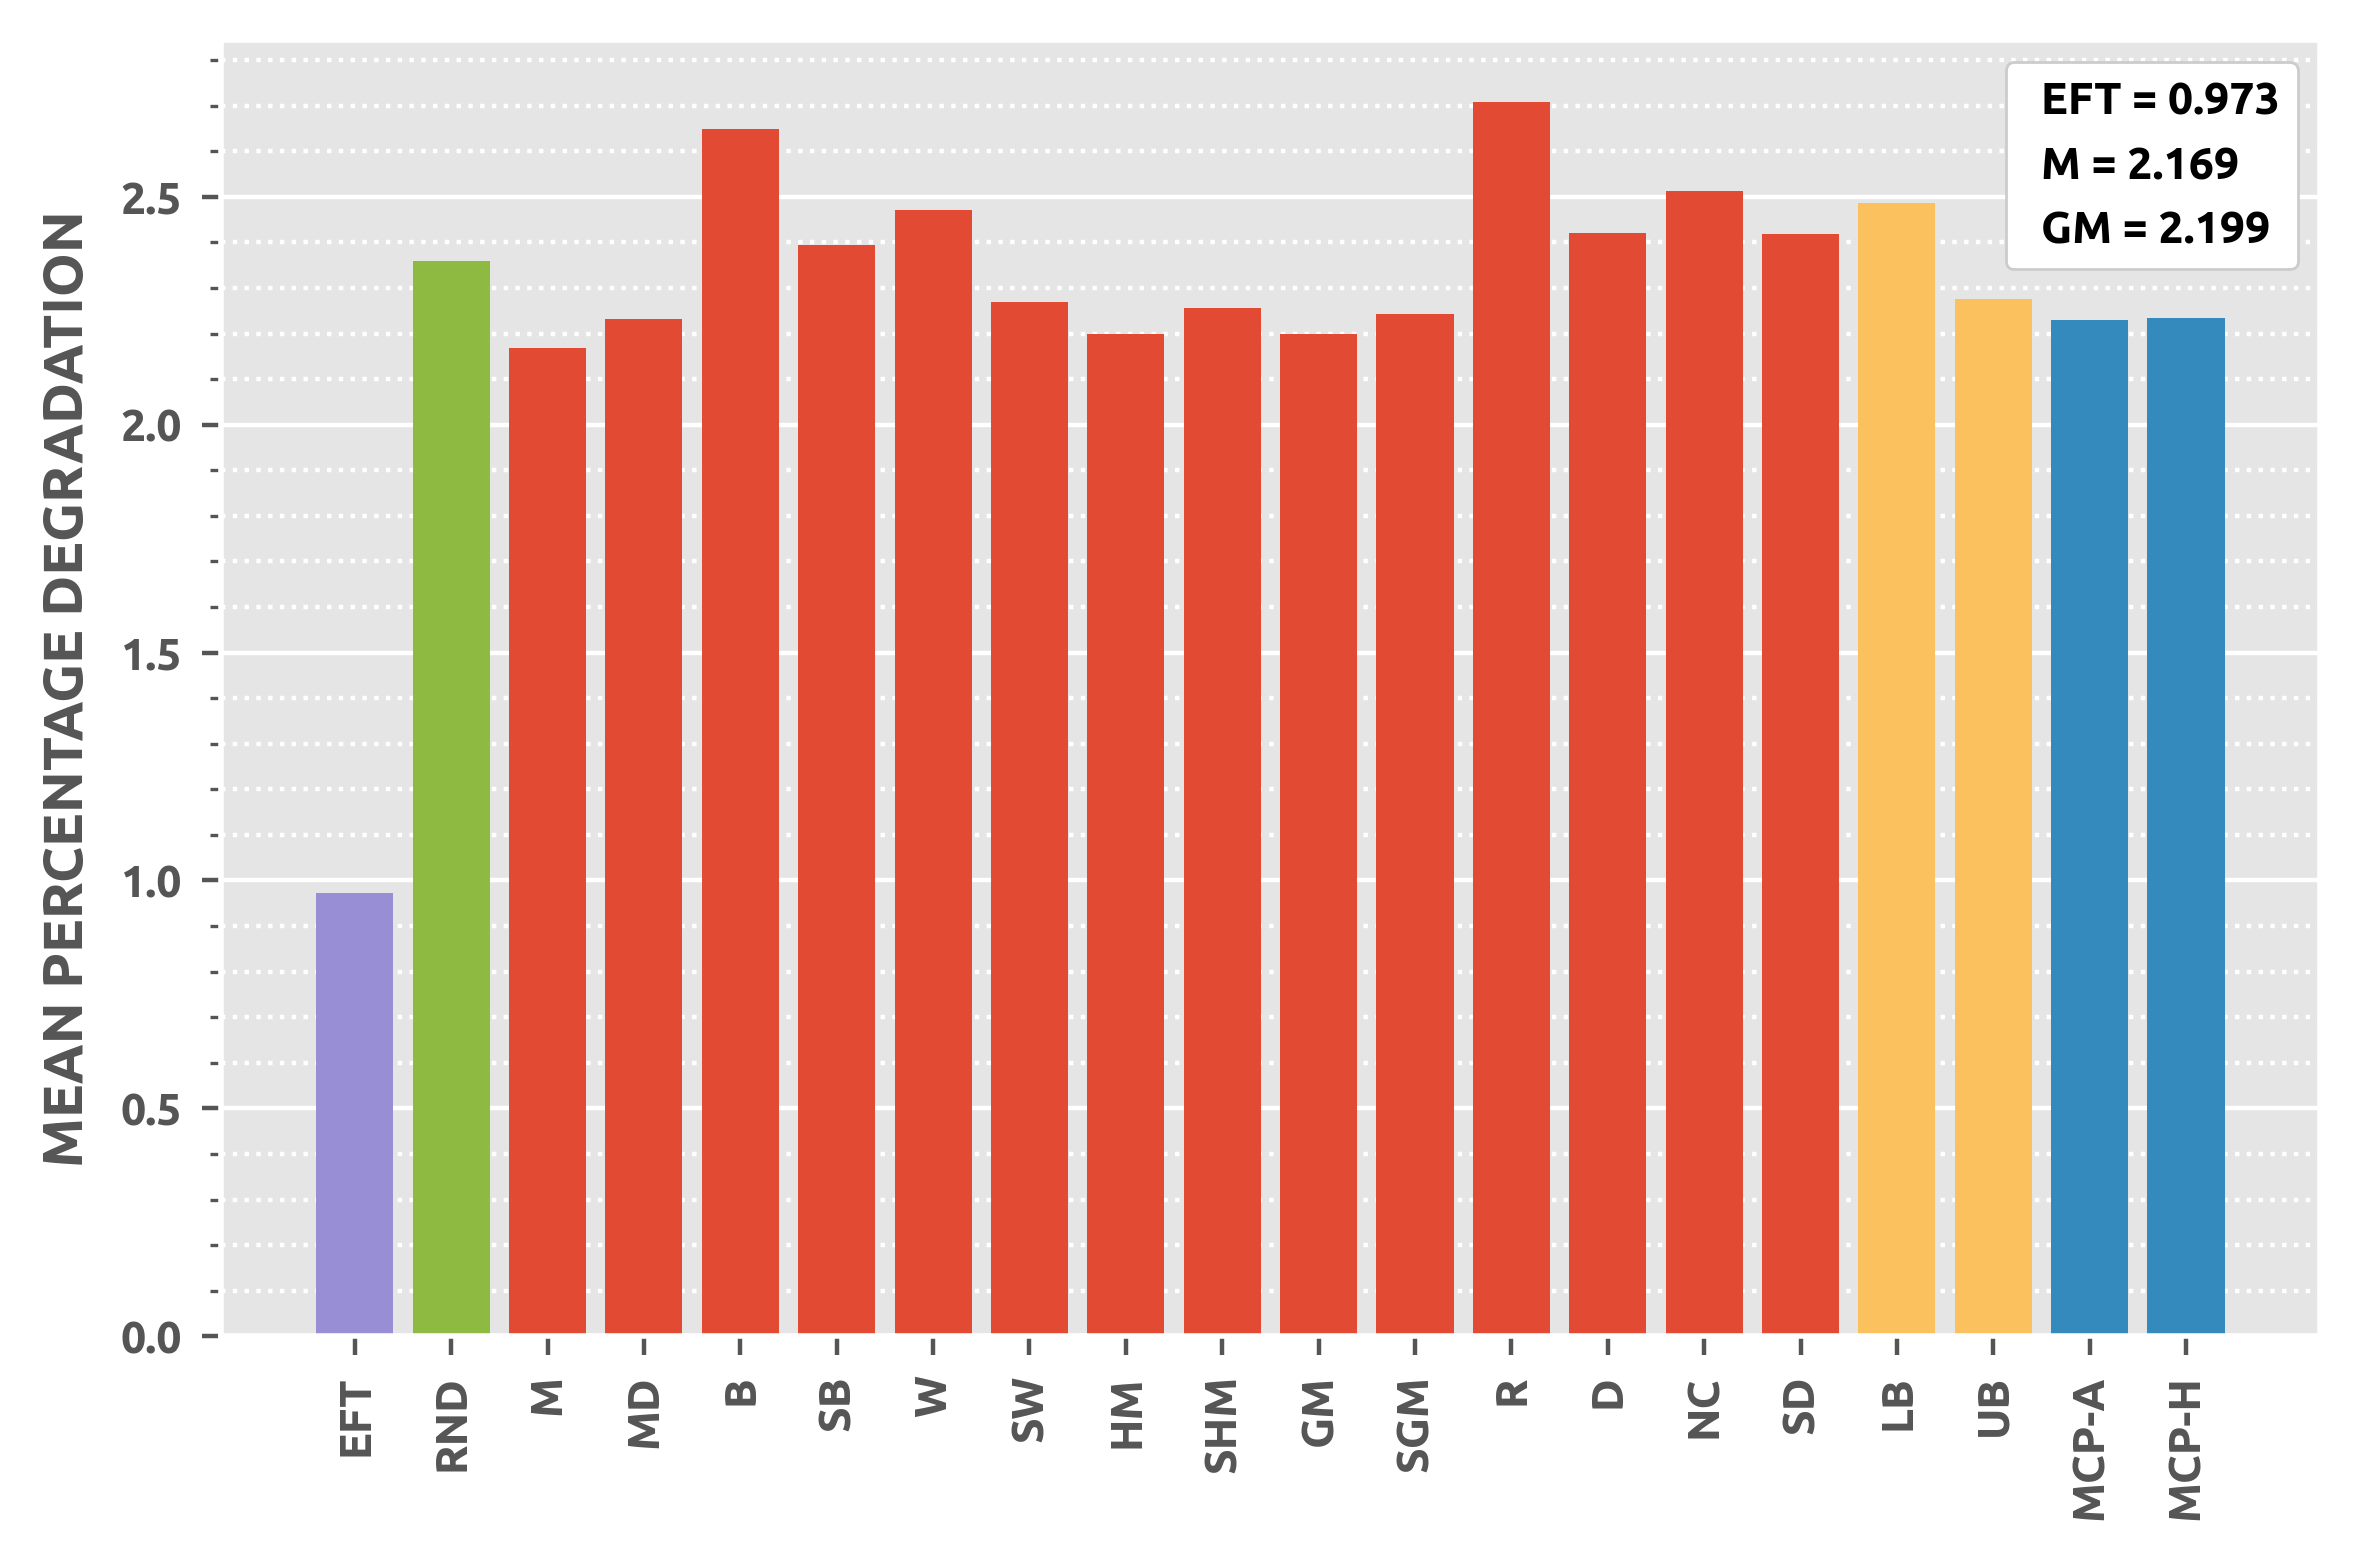 MEAN PERCENTAGE DEGRADATION
2.5
2.0
1.5
1.0
0.5
0.0
EFT = 0.973
M = 2.169
GM = 2.199
EFT
RND
M
MD
B
SB
W
SW
HM
SHM
GM
SGM
R
D
NC
SD
LB
UB
MCP-A
MCP-H